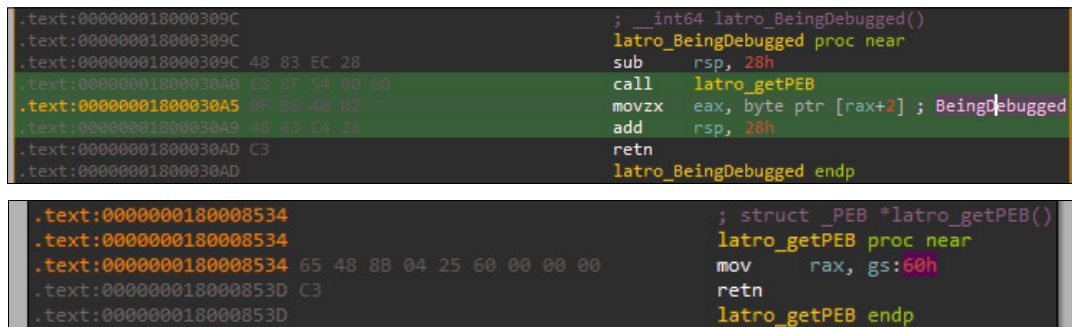 .text:000000018000309C ; __int64 latro_BeingDebugged()
.text:000000018000309C latro_BeingDebugged proc near
.text:000000018000309C 48 83 EC 28 sub rsp, 28h
.text:00000001800030A0 E8 8F 54 00 00 call latro_getPEB
.text:00000001800030A5 0F B6 40 02 movzx eax, byte ptr [rax+2] ; BeingDebugged
.text:00000001800030A9 48 83 C4 28 add rsp, 28h
.text:00000001800030AD C3 retn
.text:00000001800030AD latro_BeingDebugged endp
.text:0000000180008534 ; struct _PEB *latro_getPEB()
.text:0000000180008534 latro_getPEB proc near
.text:0000000180008534 65 48 8B 04 25 60 00 00 00 mov rax, gs:60h
.text:000000018000853D C3 retn
.text:000000018000853D latro_getPEB endp